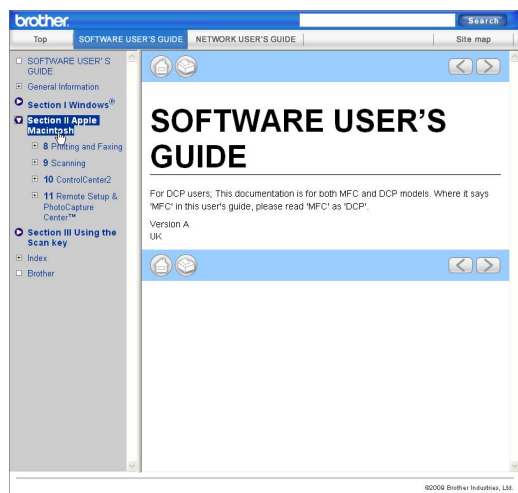 brother.
Search
Top
SOFTWARE USER'S GUIDE
NETWORK USER'S GUIDE
Site map
SOFTWARE USER' S
GUIDE
General Information
Section I Windows®
Section II Apple
Macintosh
8 Printing and Faxing
9 Scanning
10 ControlCenter2
11 Remote Setup &
PhotoCapture
Center™
Section III Using the
Scan key
Index
Brother
SOFTWARE USER'S
GUIDE
For DCP users; This documentation is for both MFC and DCP models. Where it says
'MFC' in this user's guide, please read 'MFC' as 'DCP'.
Version A
UK
©2009 Brother Industries, Ltd.